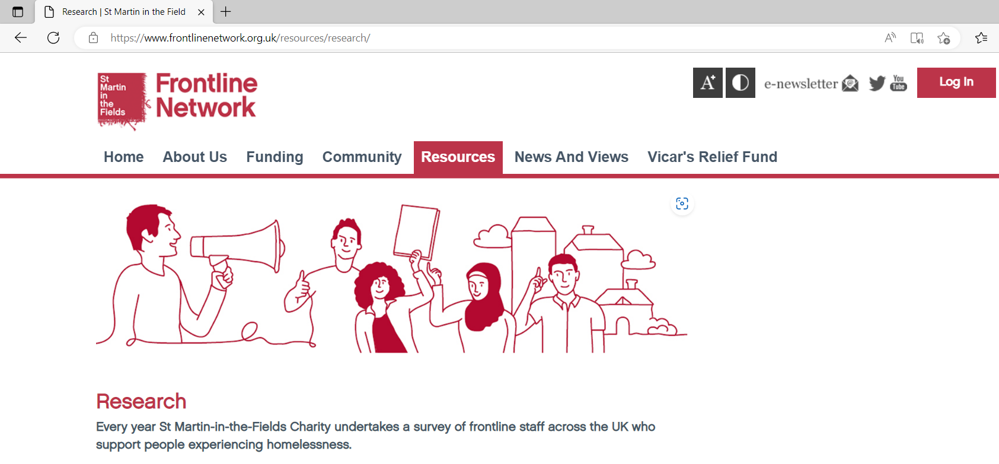 Research | St Martin in the Field
https://www.frontlinenetwork.org.uk/resources/research/
St
Martin
in
the
Fields
Frontline
Network
A+
e-newsletter
You
Tube
Log In
Home About Us Funding Community Resources News And Views Vicar's Relief Fund
Research
Every year St Martin-in-the-Fields Charity undertakes a survey of frontline staff across the UK who
support people experiencing homelessness.